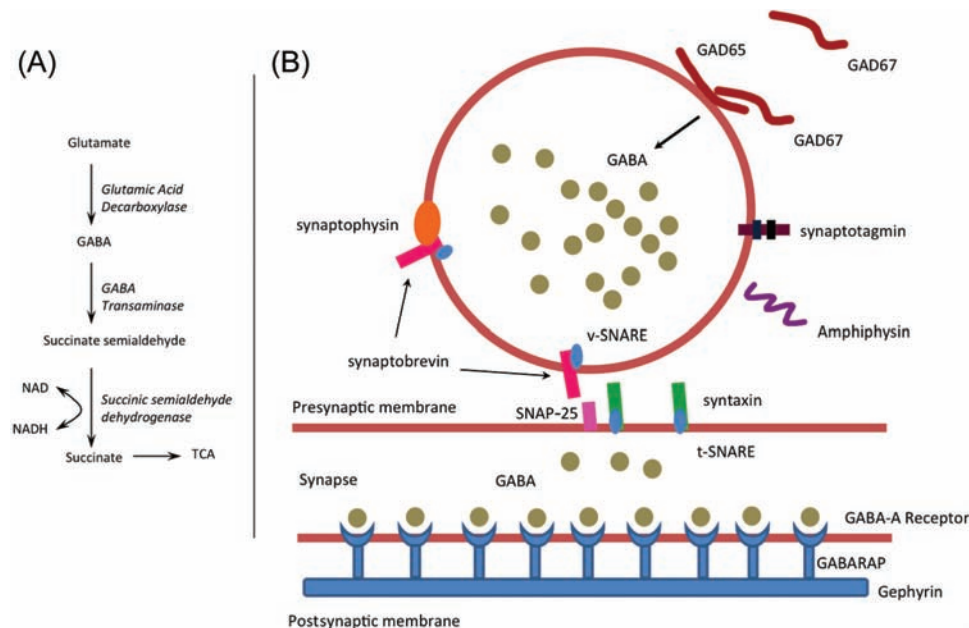 (A)
Glutamate
Glutamic Acid
Decarboxylase
GABA
GABA
Transaminase
Succinate semialdehyde
NAD
Succinic semialdehyde
dehydrogenase
NADH
Succinate
TCA
(B)
GAD65
GAD67
GAD67
GABA
synaptophysin
synaptotagmin
Amphiphysin
v-SNARE
synaptobrevin
syntaxin
SNAP-25
Presynaptic membrane
t-SNARE
GABA
Synapse
GABA-A Receptor
GABARAP
Gephyrin
Postsynaptic membrane